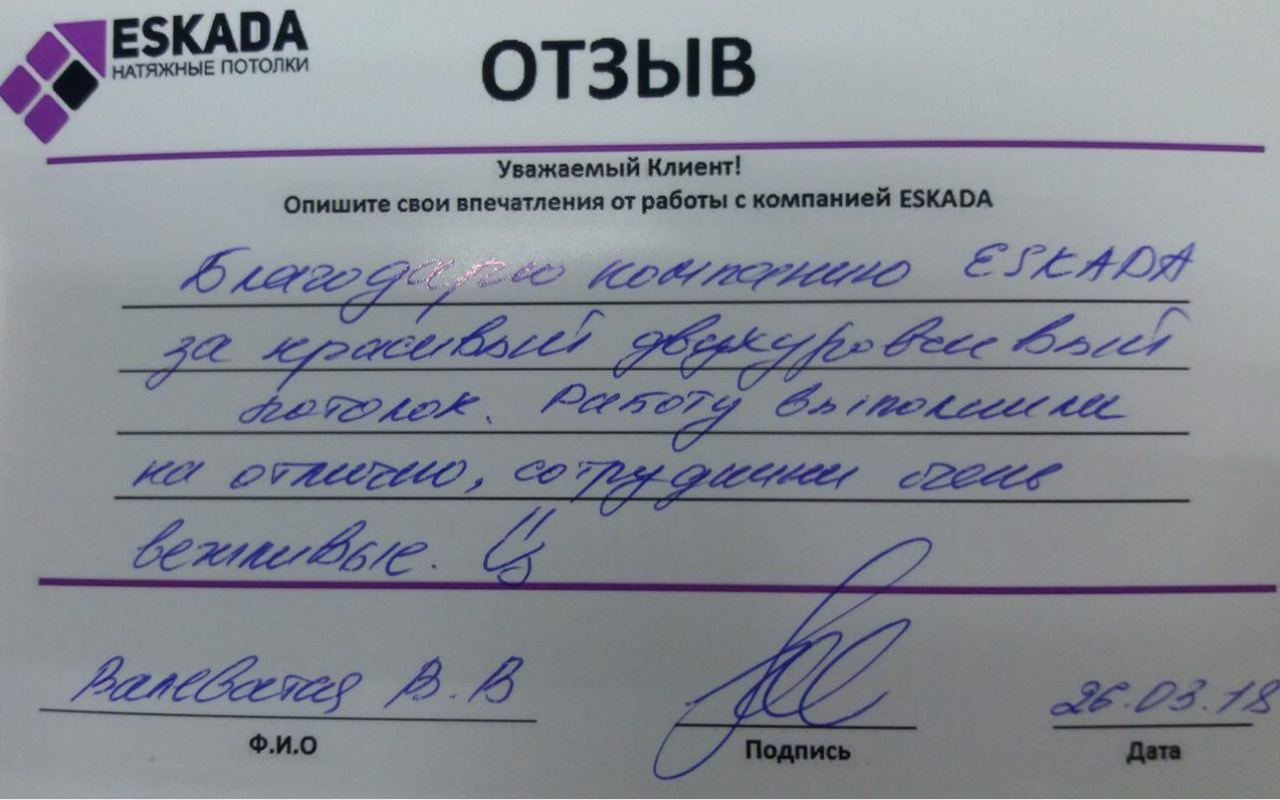 ESKADA
НАТЯЖНЫЕ ПОТОЛКИ
ОТЗЫВ
Уважаемый Клиент!
Опишите свои впечатления от работы с компанией ESKADA
Благодарю компанию ESKADA
за красивый двухуровневый
потолок. Работу выполнили
на отлично, сотрудники очень
вежливые.
В. В
26.03.18
Ф.И.О
Подпись
Дата